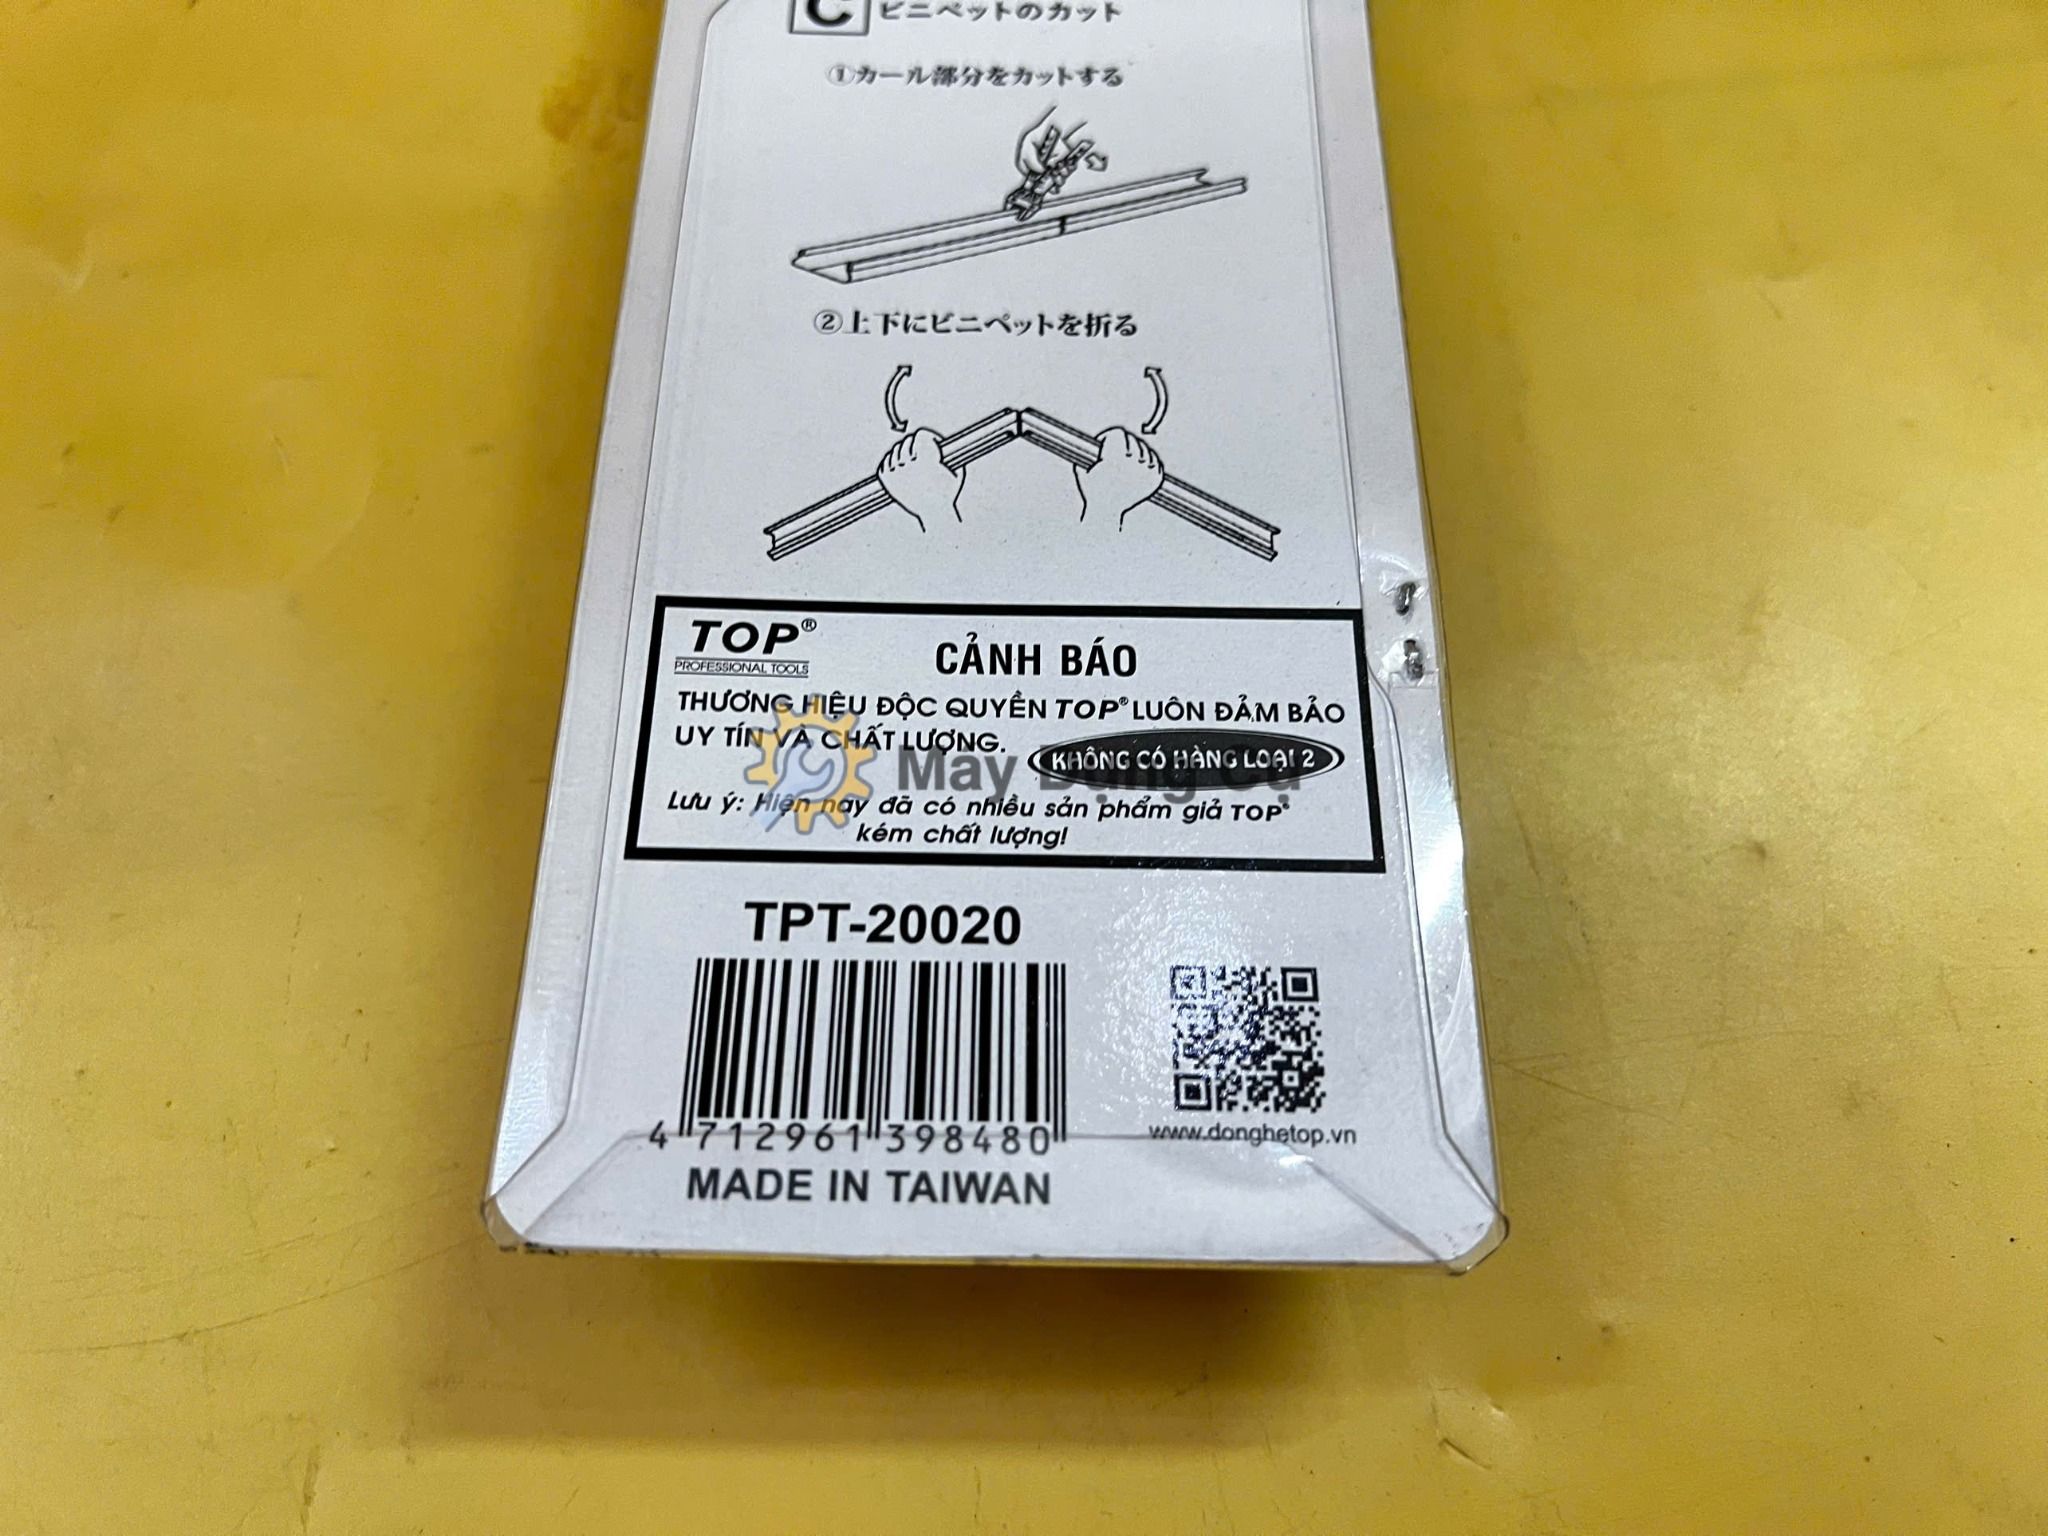 C ビニペットのカット
①カール部分をカットする
②上下にビニペットを折る
TOP®
PROFESSIONAL TOOLS
CẢNH BÁO
THƯƠNG HIỆU ĐỘC QUYỀN TOP® LUÔN ĐẢM BẢO
UY TÍN VÀ CHẤT LƯỢNG.
KHÔNG CÓ HÀNG LOẠI 2
Máy Dụng Cụ
Lưu ý: Hiện nay đã có nhiều sản phẩm giả TOP®
kém chất lượng!
TPT-20020
4 712961 398480
www.donghetop.vn
MADE IN TAIWAN